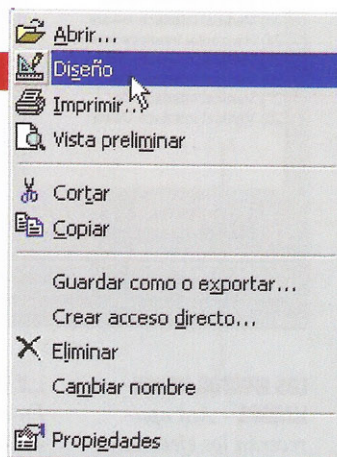 Abrir...
Diseño
Imprimir...
Vista preliminar
Cortar
Copiar
Guardar como o exportar...
Crear acceso directo...
Eliminar
Cambiar nombre
Propiedades